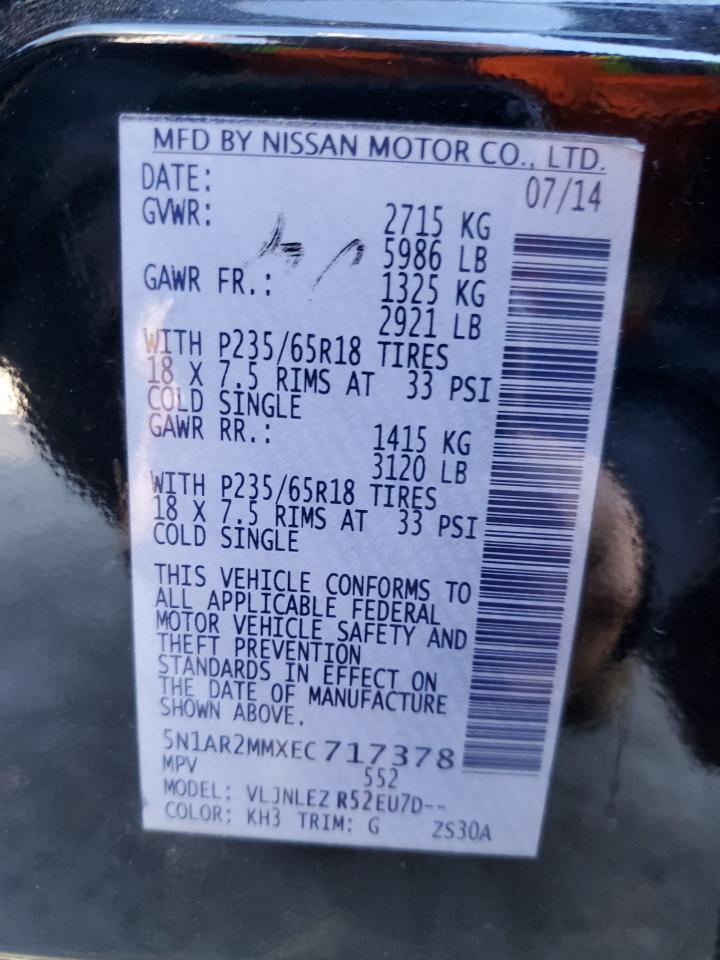 MFD BY NISSAN MOTOR CO., LTD.
DATE: 07/14
GVWR: 2715 KG
5986 LB
GAWR FR.: 1325 KG
2921 LB
WITH P235/65R18 TIRES
18 X 7.5 RIMS AT 33 PSI
COLD SINGLE
GAWR RR.: 1415 KG
3120 LB
WITH P235/65R18 TIRES
18 X 7.5 RIMS AT 33 PSI
COLD SINGLE
THIS VEHICLE CONFORMS TO
ALL APPLICABLE FEDERAL
MOTOR VEHICLE SAFETY AND
THEFT PREVENTION
STANDARDS IN EFFECT ON
THE DATE OF MANUFACTURE
SHOWN ABOVE.
5N1AR2MMXEC717378
MPV 552
MODEL: VLJNLEZ R52EU7D--
COLOR: KH3 TRIM: G ZS30A